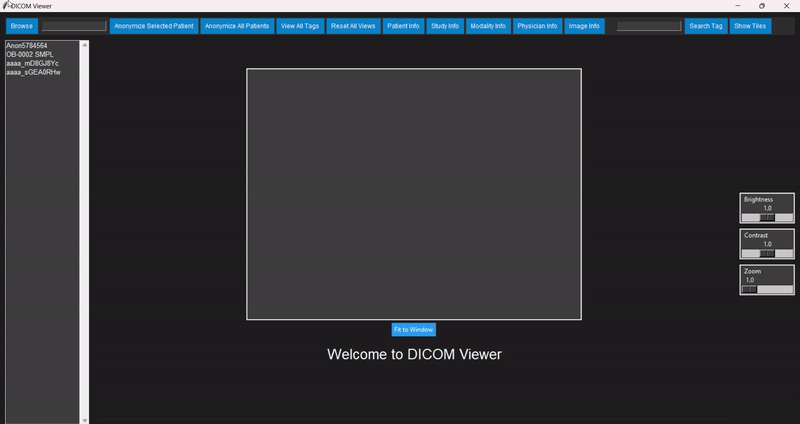 DICOM Viewer
Browse Anonymize Selected Patient Anonymize All Patients View All Tags Reset All Views Patient Info Study Info Modality Info Physician Info Image Info Search Tag Show Tiles
Anon5784564
OB-0002 SMPL
aaaa_mD8GJ8Yc
aaaa_sGEA0RHw
Brightness
1.0
Contrast
1.0
Zoom
1.0
Fit to Window
Welcome to DICOM Viewer